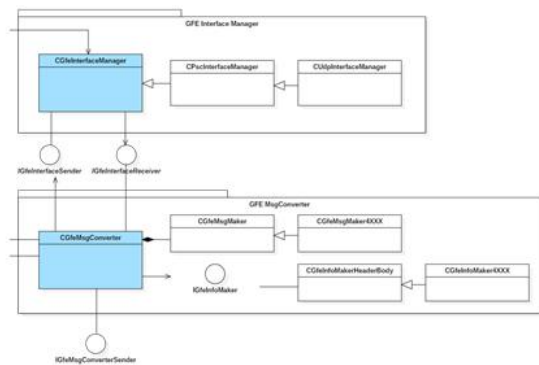 GFE Interface Manager
CGfeInterfaceManager
CPscInterfaceManager
CUdpInterfaceManager
IGfeInterfaceSender
IGfeInterfaceReceiver
GFE MsgConverter
CGfeMsgConverter
CGfeMsgMaker
CGfeMsgMaker4XXX
IGfeInfoMaker
CGfeInfoMakerHeaderBody
CGfeInfoMaker4XXX
IGfeMsgConverterSender